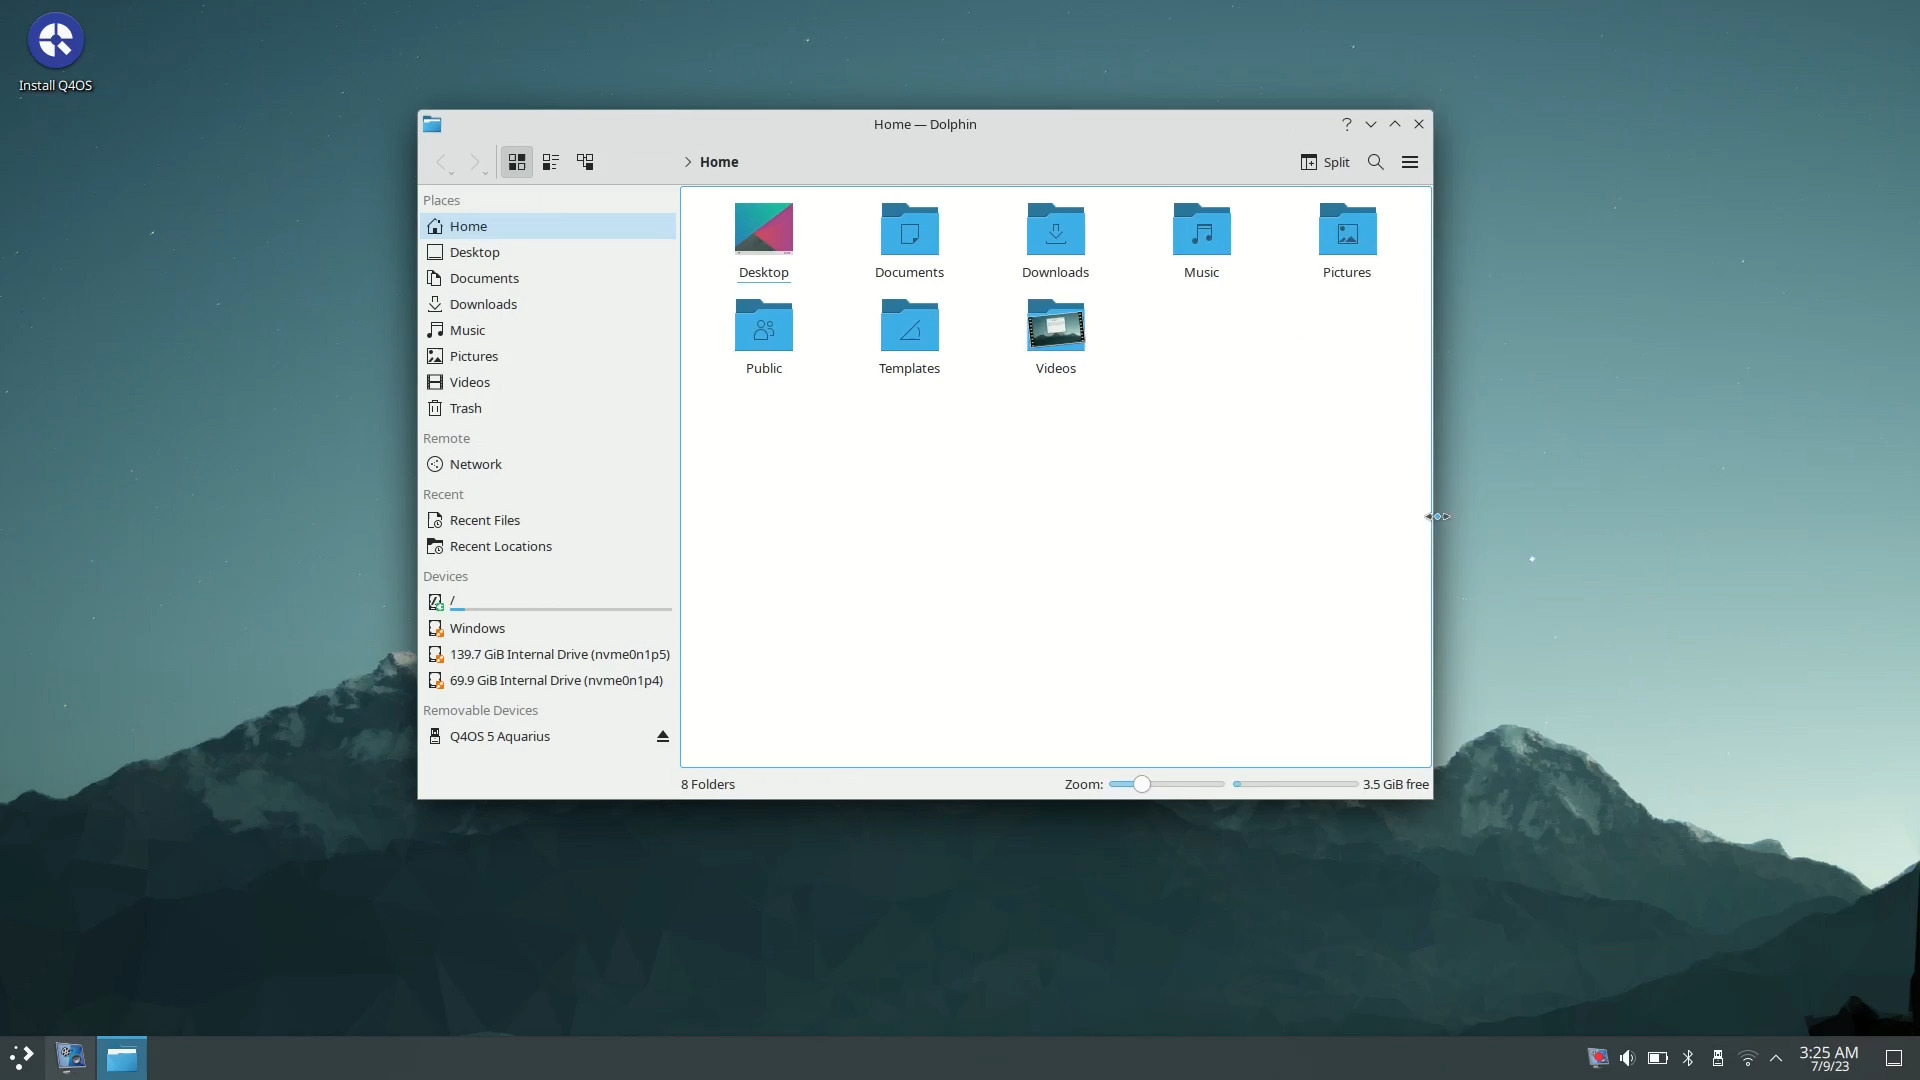 Install Q4OS
Home — Dolphin
Home
Split
Places
Home
Desktop
Documents
Downloads
Music
Pictures
Videos
Trash
Remote
Network
Recent
Recent Files
Recent Locations
Devices
/
Windows
139.7 GiB Internal Drive (nvme0n1p5)
69.9 GiB Internal Drive (nvme0n1p4)
Removable Devices
Q4OS 5 Aquarius
Desktop
Documents
Downloads
Music
Pictures
Public
Templates
Videos
8 Folders
Zoom:
3.5 GiB free
3:25 AM
7/9/23